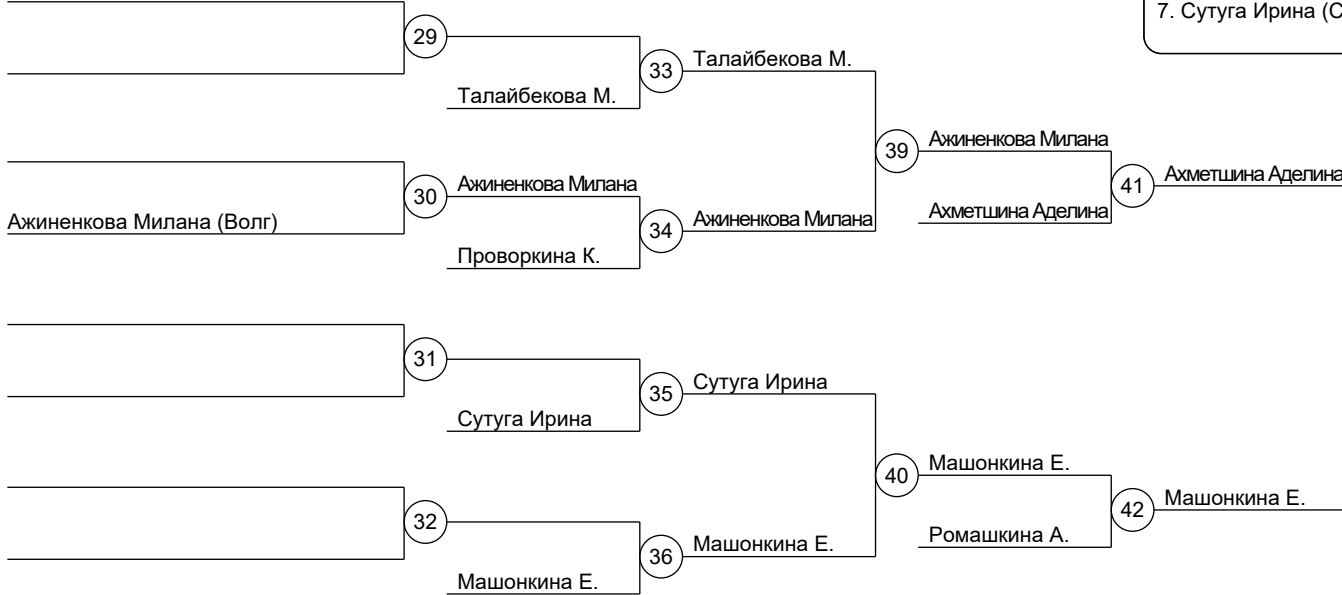 7. Сутуга Ирина (С
29
Талайбекова М.
33
Талайбекова М.
39
Ажиненкова Милана
41
Ахметшина Аделина
30
Ажиненкова Милана
Ажиненкова Милана (Волг)
34
Ажиненкова Милана
Ахметшина Аделина
Проворкина К.
31
35
Сутуга Ирина
Сутуга Ирина
40
Машонкина Е.
42
Машонкина Е.
32
36
Машонкина Е.
Ромашкина А.
Машонкина Е.